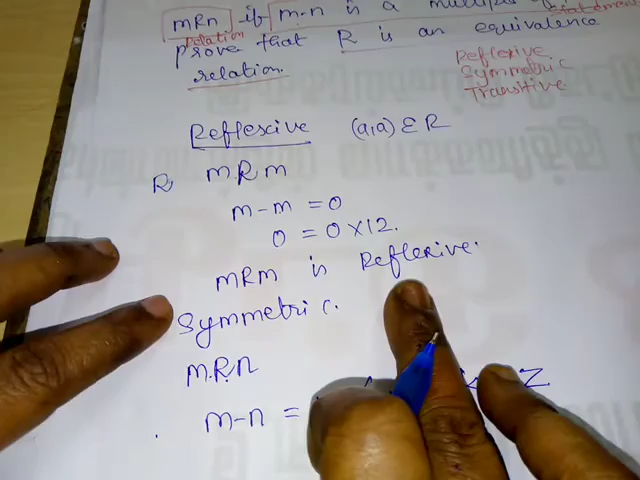 mRn if m-n is a
relation
prove that R is an equivalence
relation.
Reflexive
Symmetric
Transitive
Reflexcive (a,a) ε R
R, mRm
m-m = 0
0 = 0 × 12.
mRm is Reflexive.
Symmetric.
mRn
m-n =
Z